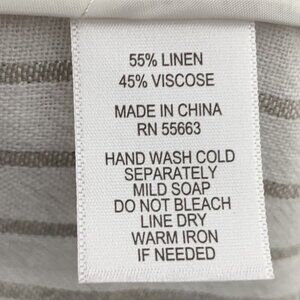 55% LINEN
45% VISCOSE
MADE IN CHINA
RN 55663
HAND WASH COLD
SEPARATELY
MILD SOAP
DO NOT BLEACH
LINE DRY
WARM IRON
IF NEEDED